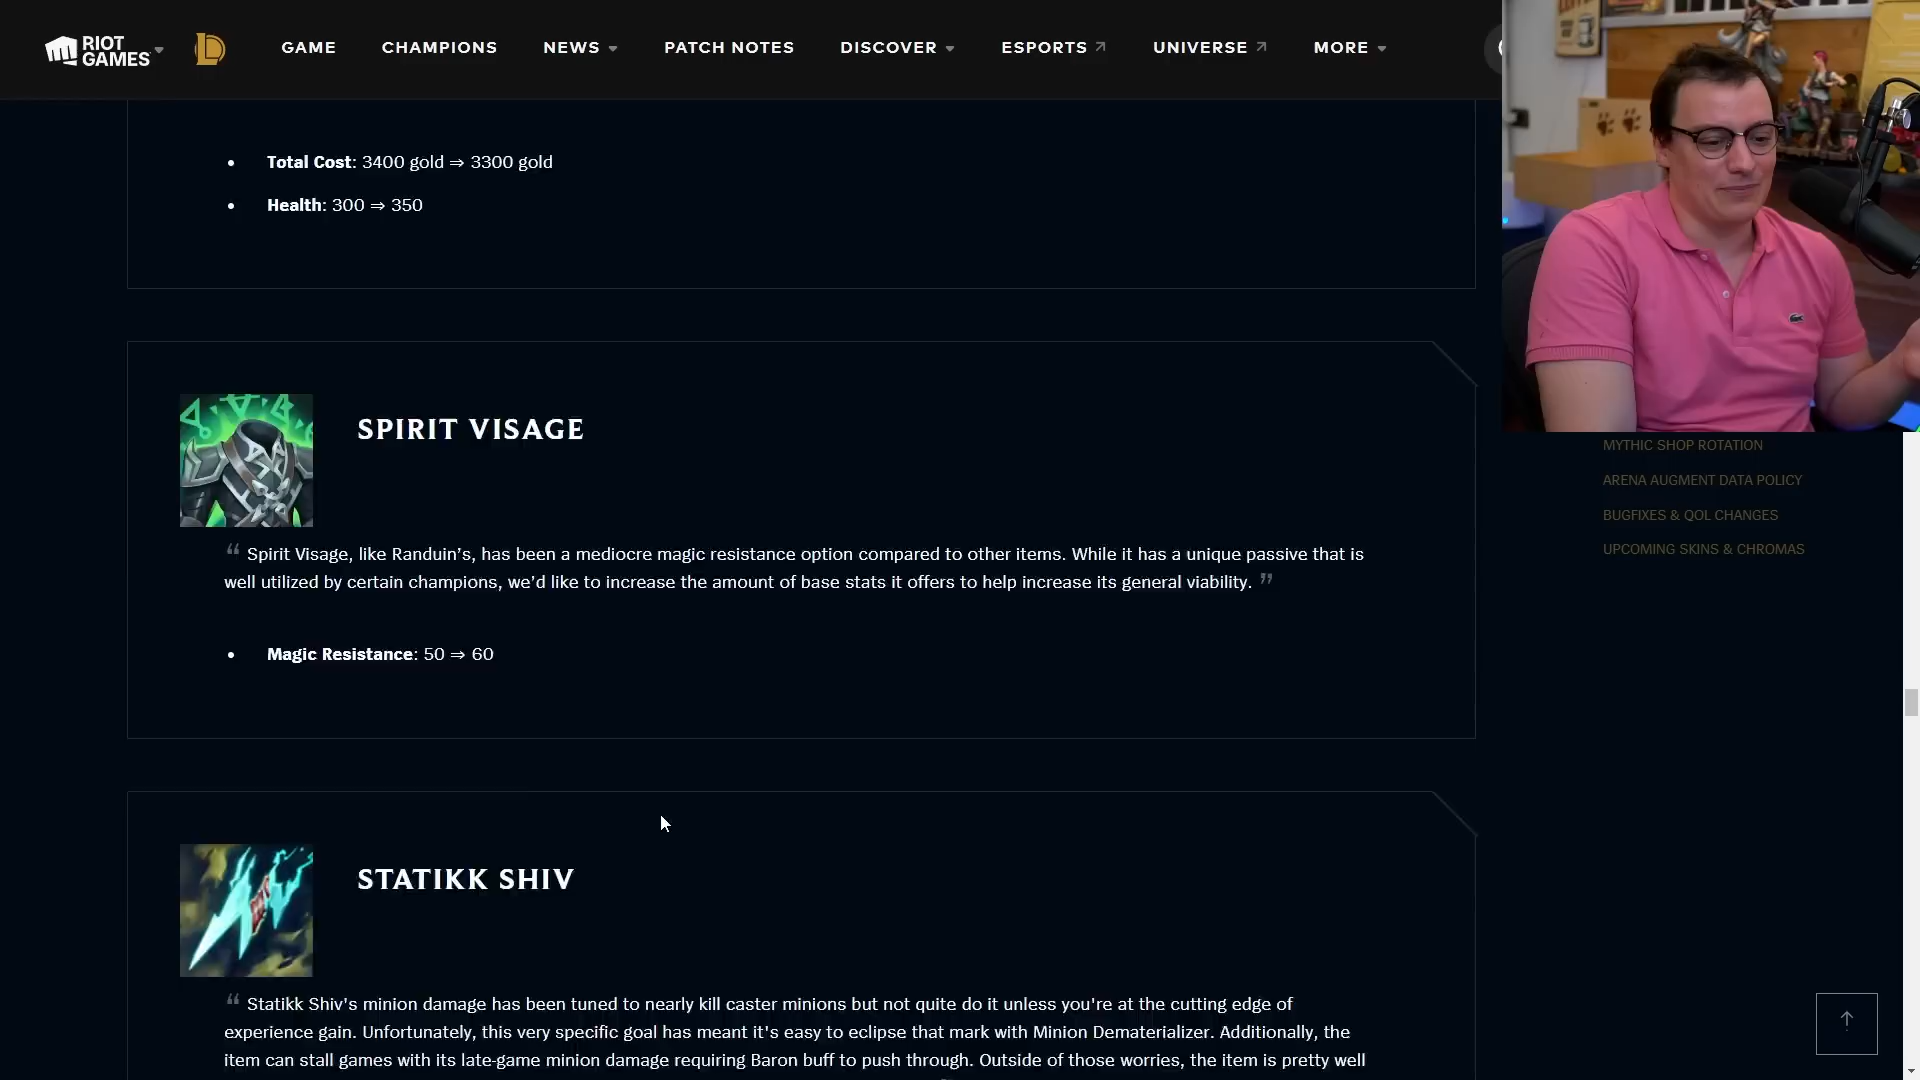 RIOT
GAMES
GAME
CHAMPIONS
NEWS
PATCH NOTES
DISCOVER
ESPORTS
UNIVERSE
MORE
Total Cost: 3400 gold ⇒ 3300 gold
Health: 300 ⇒ 350
SPIRIT VISAGE
“ Spirit Visage, like Randuin’s, has been a mediocre magic resistance option compared to other items. While it has a unique passive that is
well utilized by certain champions, we’d like to increase the amount of base stats it offers to help increase its general viability. ”
Magic Resistance: 50 ⇒ 60
STATIKK SHIV
“ Statikk Shiv's minion damage has been tuned to nearly kill caster minions but not quite do it unless you're at the cutting edge of
experience gain. Unfortunately, this very specific goal has meant it's easy to eclipse that mark with Minion Dematerializer. Additionally, the
item can stall games with its late-game minion damage requiring Baron buff to push through. Outside of those worries, the item is pretty well
MYTHIC SHOP ROTATION
ARENA AUGMENT DATA POLICY
BUGFIXES & QOL CHANGES
UPCOMING SKINS & CHROMAS